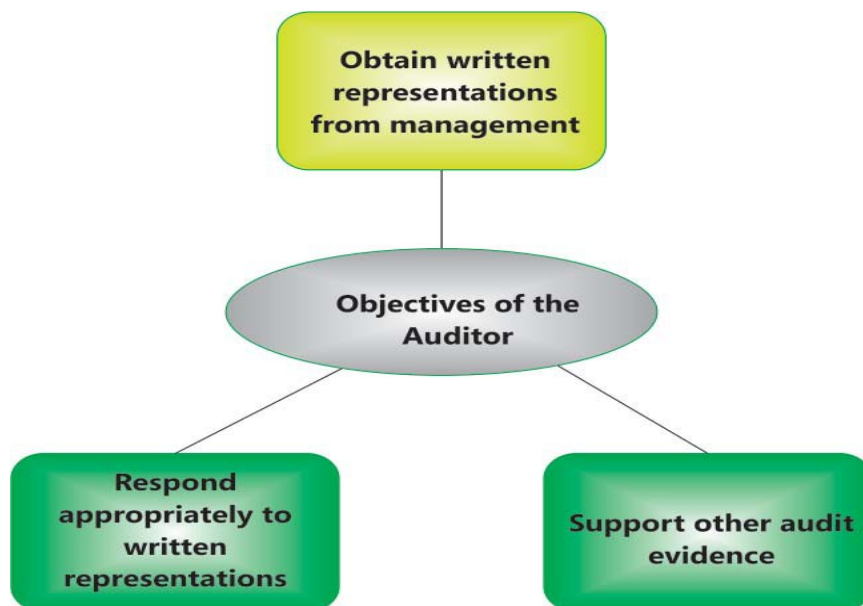 Obtain written
representations
from management
Objectives of the
Auditor
Respond
appropriately to
written
representations
Support other audit
evidence